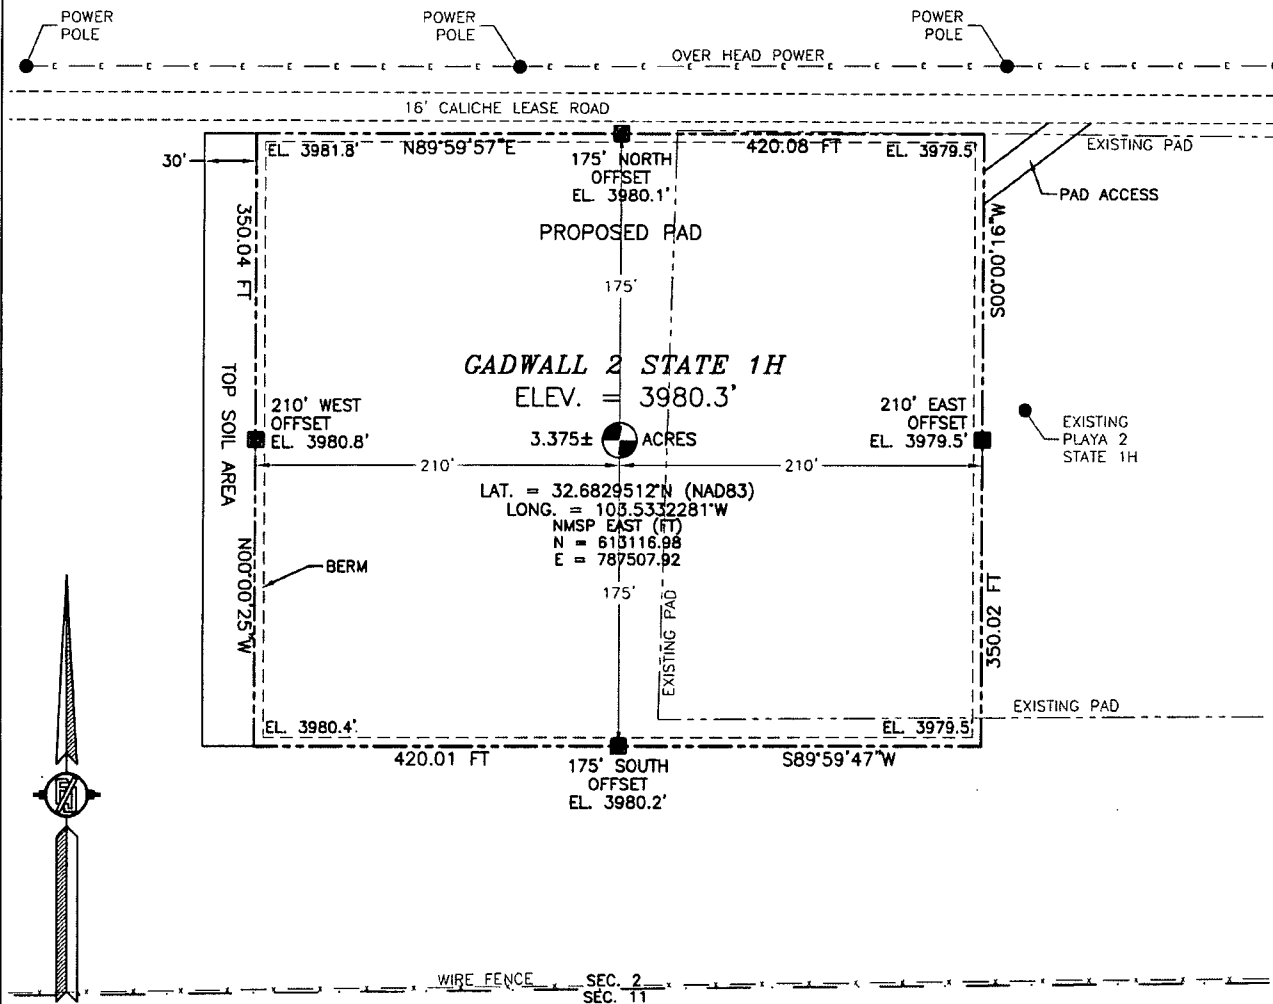 POWER
POLE
POWER
POLE
POWER
POLE
OVER HEAD POWER
16' CALICHE LEASE ROAD
30'
EL. 3981.8'
N89°59'57"E
175' NORTH
OFFSET
EL. 3980.1'
420.08 FT
EL. 3979.5'
EXISTING PAD
PAD ACCESS
350.04 FT
S00°00'16"W
PROPOSED PAD
175'
GADWALL 2 STATE 1H
ELEV. = 3980.3'
TOP SOIL AREA
210' WEST
OFFSET
EL. 3980.8'
3.375± ACRES
210' EAST
OFFSET
EL. 3979.5'
EXISTING
PLAYA 2
STATE 1H
210'
210'
LAT. = 32.6829512°N (NAD83)
LONG. = 103.5332281°W
NMSP EAST (FT)
N = 613116.98
E = 787507.92
N00°00'25"W
BERM
175'
EXISTING PAD
350.02 FT
EXISTING PAD
EL. 3980.4'
EL. 3979.5'
420.01 FT
175' SOUTH
OFFSET
EL. 3980.2'
S89°59'47"W
WIRE FENCE
SEC. 2
SEC. 11